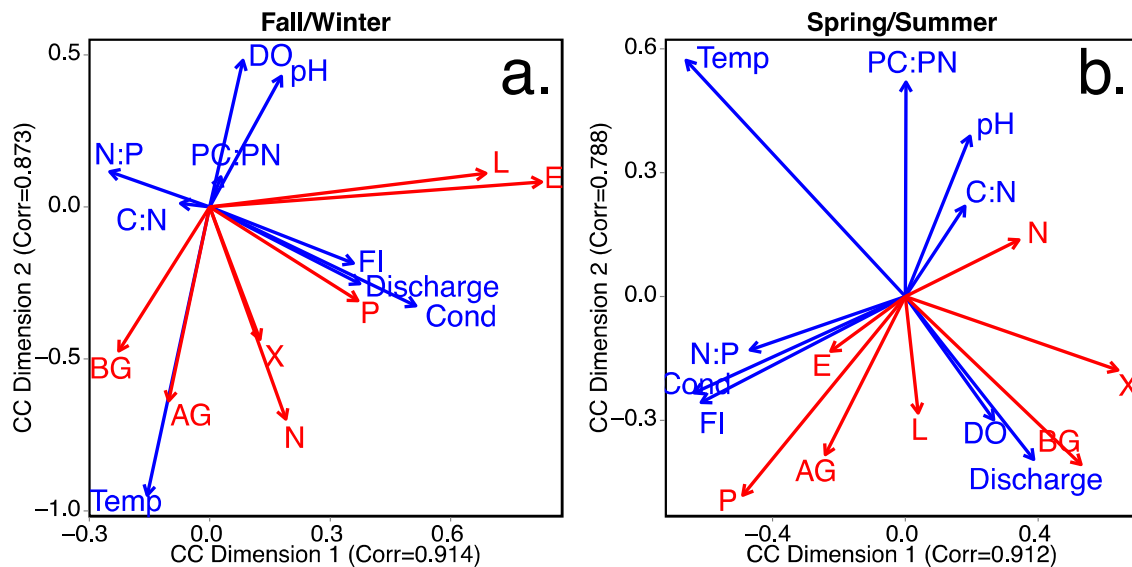 Fall/Winter
a.
DO
pH
N:P
PC:PN
C:N
L
E
FI
Discharge
Cond
P
X
BG
AG
N
Temp
0.5
0.0
−0.5
−1.0
−0.3
0.0
0.3
0.6
CC Dimension 2 (Corr=0.873)
CC Dimension 1 (Corr=0.914)
Spring/Summer
b.
Temp
PC:PN
pH
C:N
N
N:P
Cond
FI
E
X
L
DO
BG
AG
Discharge
P
0.6
0.3
0.0
−0.3
−0.4
0.0
0.4
CC Dimension 2 (Corr=0.788)
CC Dimension 1 (Corr=0.912)